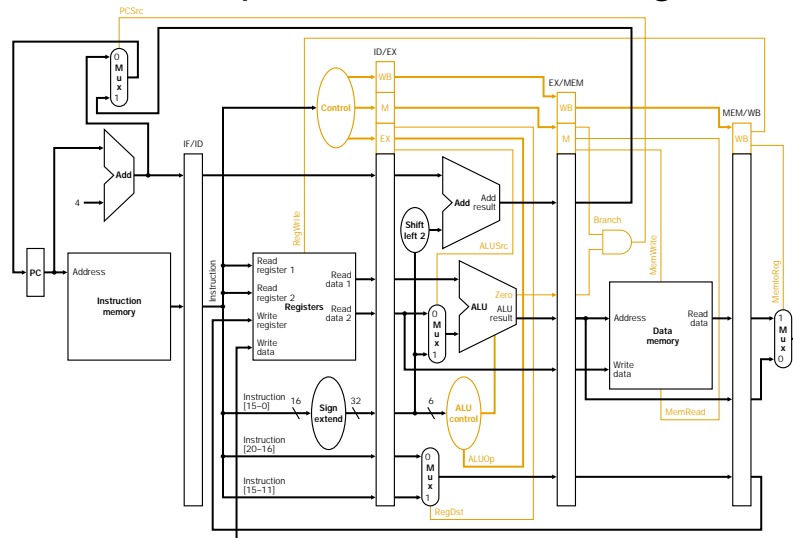 PCSrc
ID/EX
0
M
u
x
1
WB
EX/MEM
Control
M
WB
MEM/WB
EX
M
WB
IF/ID
Add
Add
Add
result
4
RegWrite
Shift
left 2
Branch
ALUSrc
MemWrite
MemtoReg
PC
Address
Instruction
memory
Instruction
Read
register 1
Read
register 2
Write
register
Write
data
Registers
Read
data 1
Read
data 2
0
M
u
x
1
ALU
Zero
ALU
result
Address
Write
data
Data
memory
Read
data
1
M
u
x
0
Instruction
[15–0]
16
Sign
extend
32
6
ALU
control
MemRead
Instruction
[20–16]
ALUOp
0
M
u
x
1
Instruction
[15–11]
RegDst